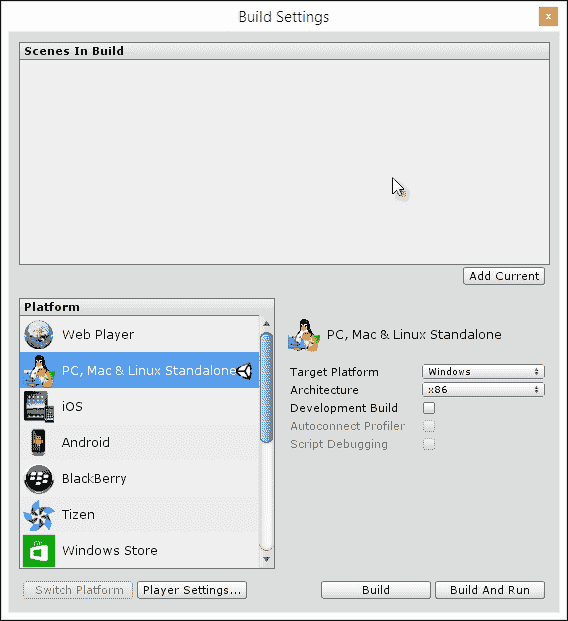 Build Settings
x
Scenes In Build
Add Current
Platform
Web Player
PC, Mac & Linux Standalone
iOS
Android
BlackBerry
Tizen
Windows Store
PC, Mac & Linux Standalone
Target Platform Windows
Architecture x86
Development Build
Autoconnect Profiler
Script Debugging
Switch Platform Player Settings... Build Build And Run